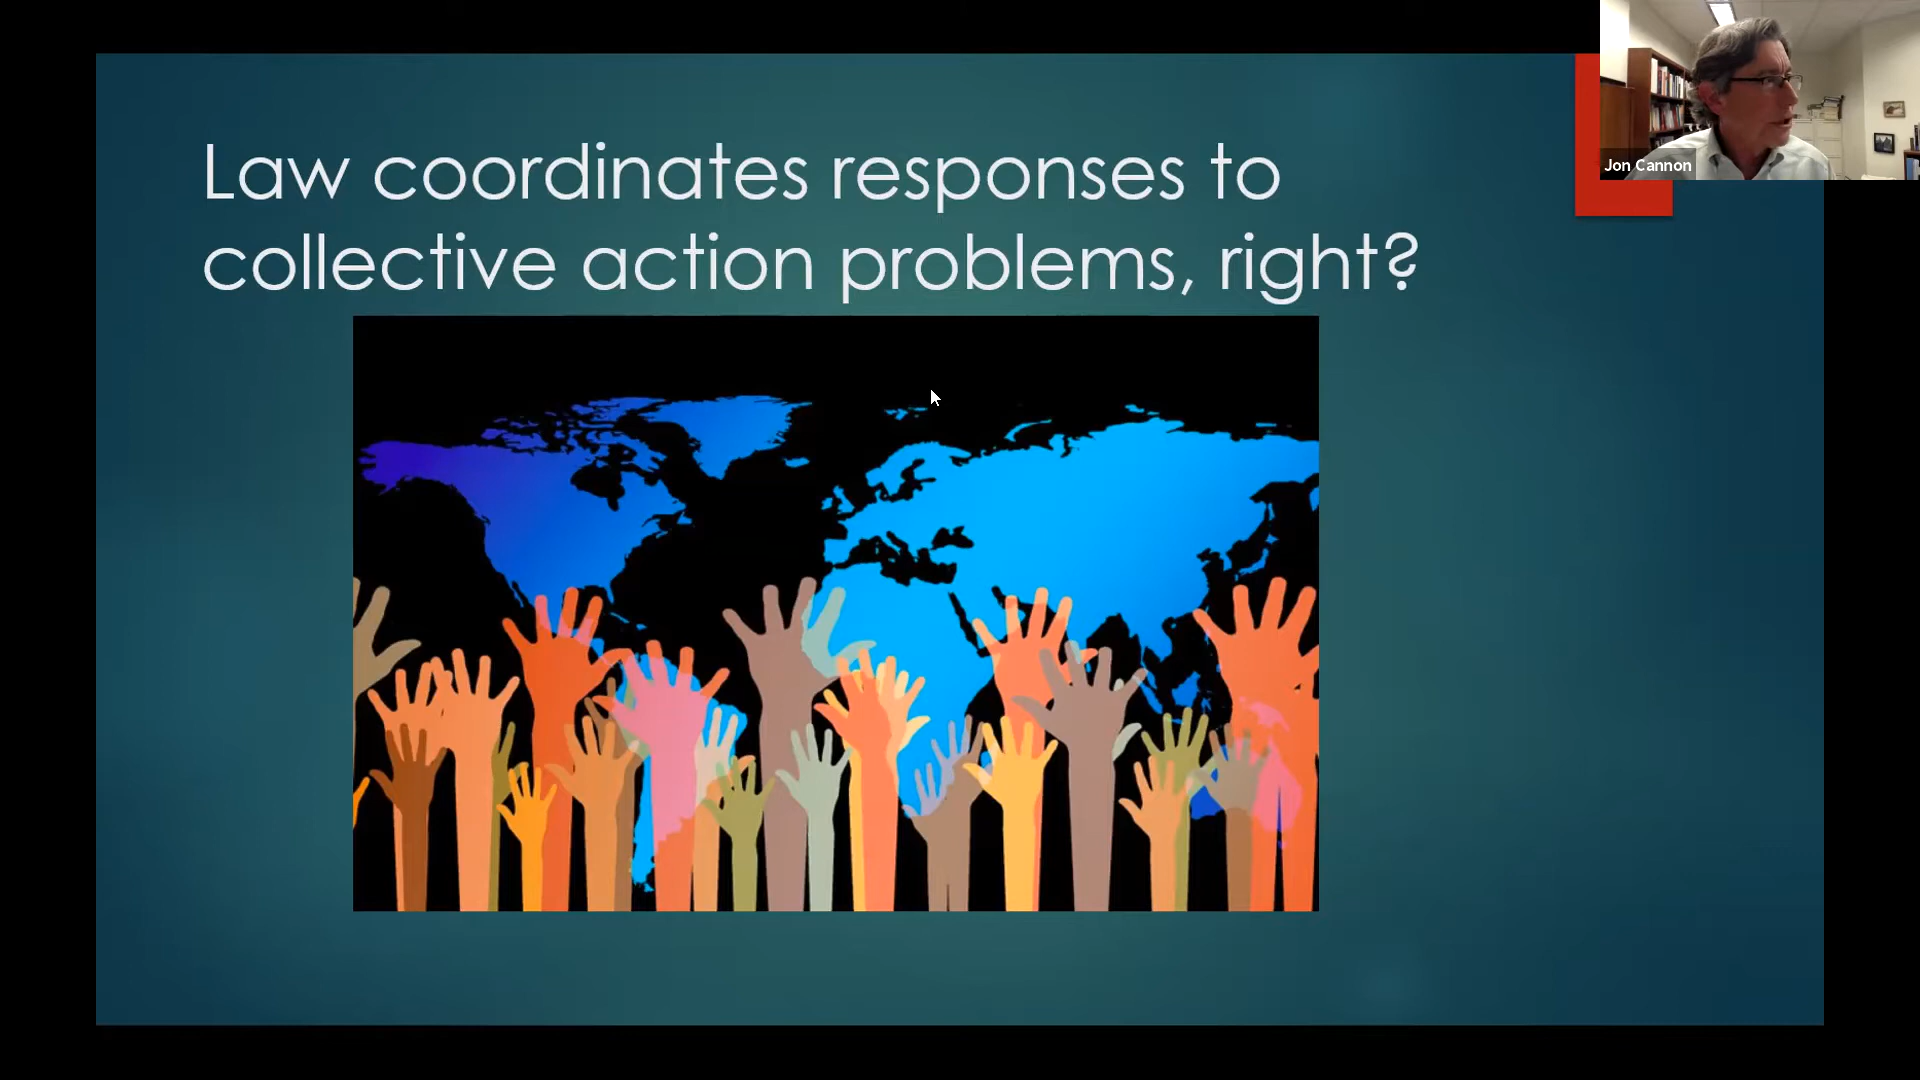 Law coordinates responses to
collective action problems, right?
Jon Cannon